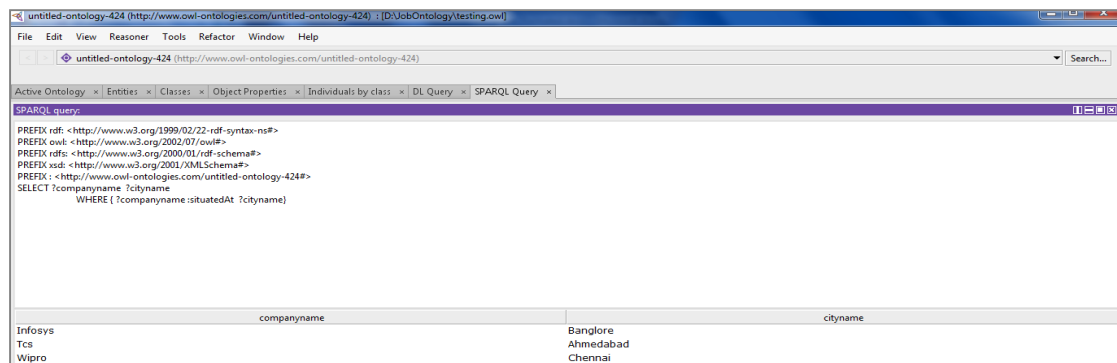 untitled-ontology-424 (http://www.owl-ontologies.com/untitled-ontology-424) : [D:\JobOntology\testing.owl]
File Edit View Reasoner Tools Refactor Window Help
untitled-ontology-424 (http://www.owl-ontologies.com/untitled-ontology-424) Search...
Active Ontology × Entities × Classes × Object Properties × Individuals by class × DL Query × SPARQL Query ×
SPARQL query:
PREFIX rdf: <http://www.w3.org/1999/02/22-rdf-syntax-ns#>
PREFIX owl: <http://www.w3.org/2002/07/owl#>
PREFIX rdfs: <http://www.w3.org/2000/01/rdf-schema#>
PREFIX xsd: <http://www.w3.org/2001/XMLSchema#>
PREFIX : <http://www.owl-ontologies.com/untitled-ontology-424#>
SELECT ?companyname ?cityname
WHERE { ?companyname :situatedAt ?cityname}
companyname cityname
Infosys Banglore
Tcs Ahmedabad
Wipro Chennai